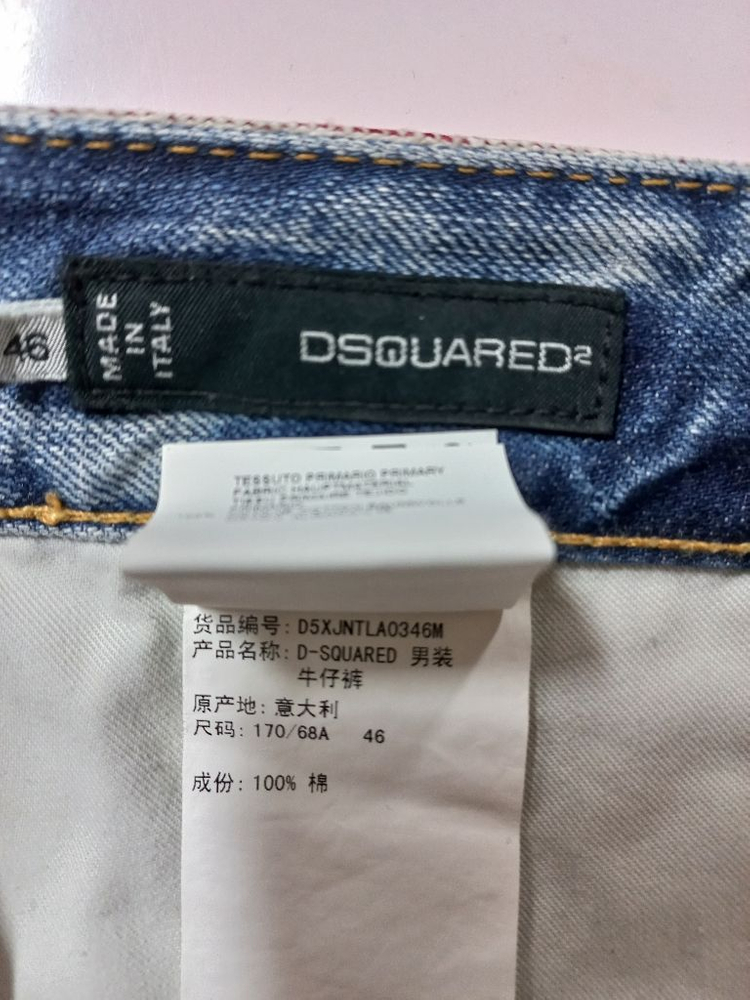 46
MADE
IN
ITALY
DSQUARED2
TESSUTO PRIMARIO PRIMARY
FABRIC HAUPTMATERIAL
货品编号: D5XJNTLA0346M
产品名称: D-SQUARED 男装
牛仔裤
原产地: 意大利
尺码: 170/68A 46
成份: 100% 棉